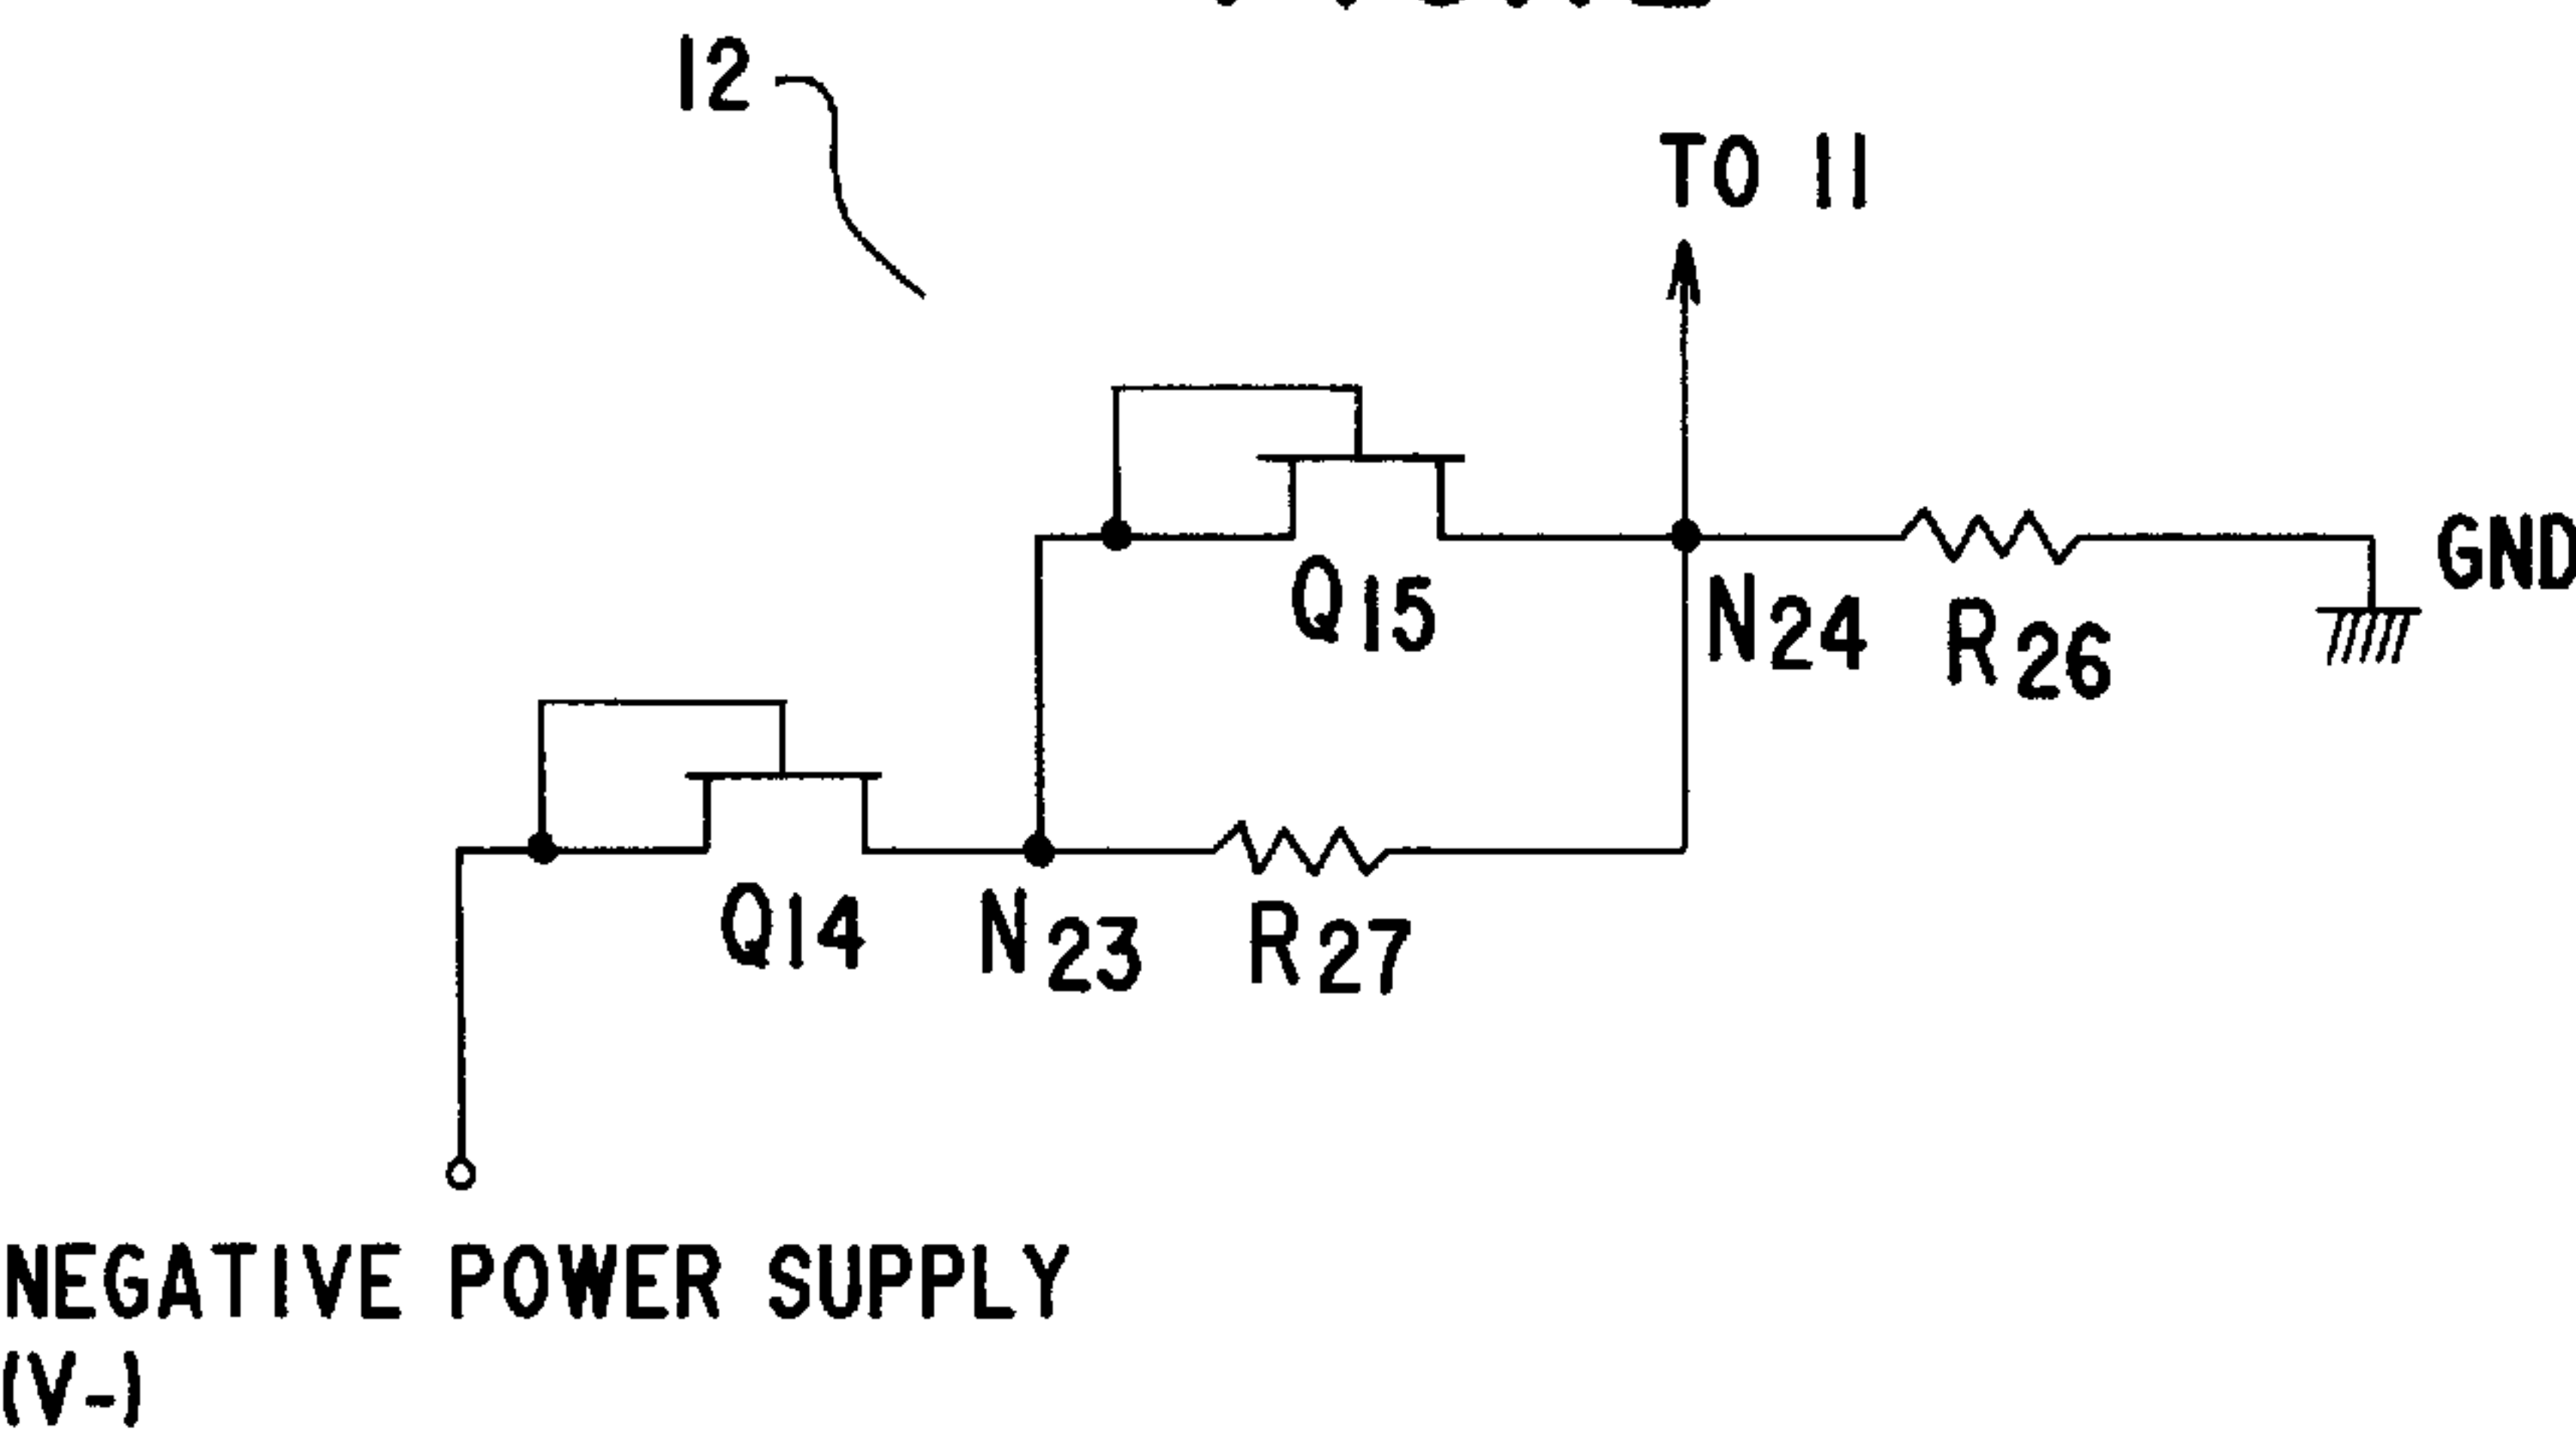 12
TO 11
GND
Q15
N24
R26
Q14
N23
R27
NEGATIVE POWER SUPPLY
(V-)